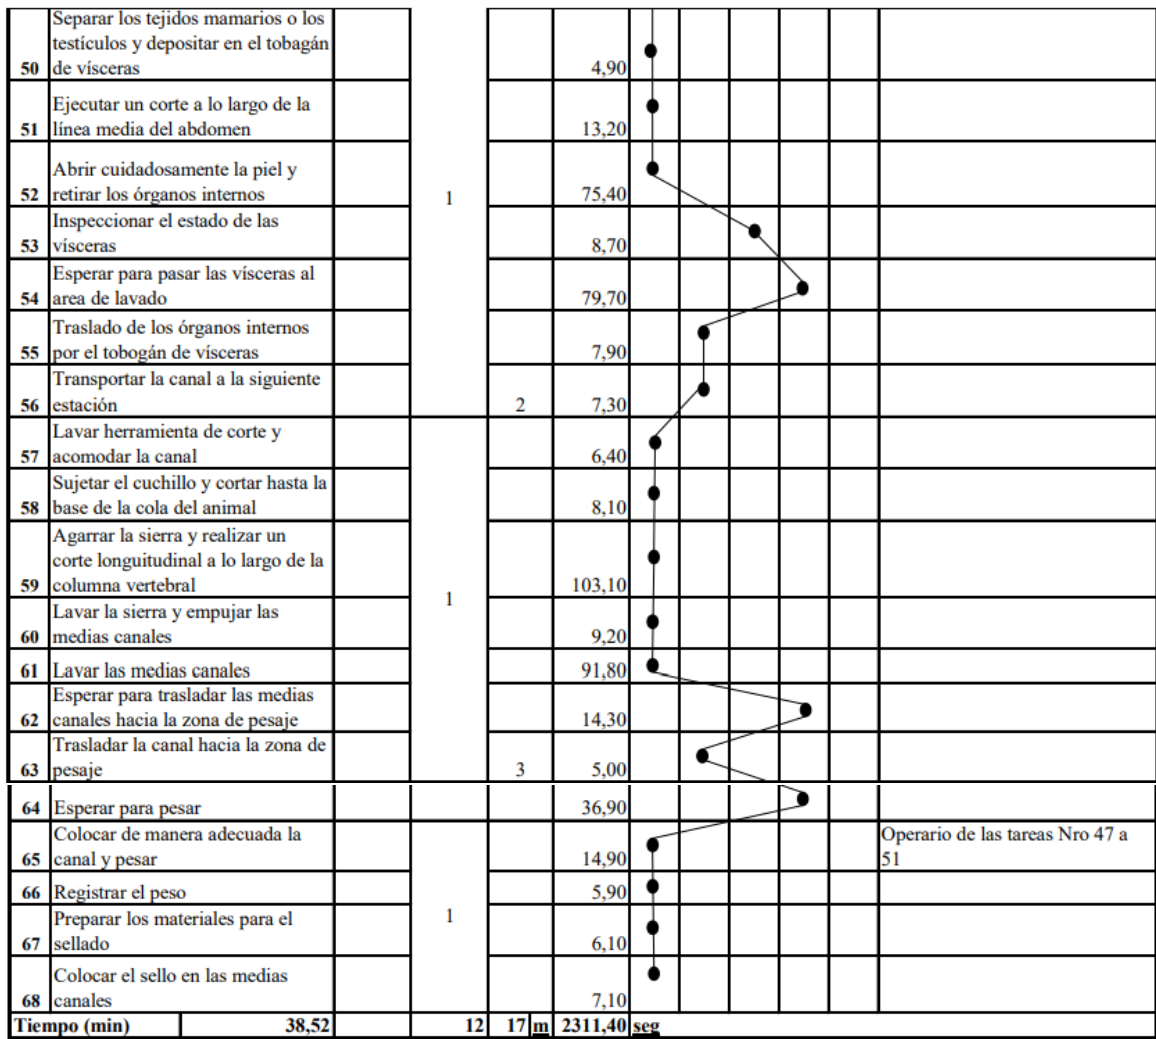 Separar los tejidos mamarios o los
testículos y depositar en el tobagán
50 de vísceras 4,90
Ejecutar un corte a lo largo de la
51 línea media del abdomen 13,20
Abrir cuidadosamente la piel y
52 retirar los órganos internos 1 75,40
Inspeccionar el estado de las
53 vísceras 8,70
Esperar para pasar las vísceras al
54 area de lavado 79,70
Traslado de los órganos internos
55 por el tobogán de vísceras 7,90
Transportar la canal a la siguiente
56 estación 2 7,30
Lavar herramienta de corte y
57 acomodar la canal 6,40
Sujetar el cuchillo y cortar hasta la
58 base de la cola del animal 8,10
Agarrar la sierra y realizar un
corte longuitudinal a lo largo de la
59 columna vertebral 103,10
1
Lavar la sierra y empujar las
60 medias canales 9,20
61 Lavar las medias canales 91,80
Esperar para trasladar las medias
62 canales hacia la zona de pesaje 14,30
Trasladar la canal hacia la zona de
63 pesaje 3 5,00
64 Esperar para pesar 36,90
Colocar de manera adecuada la Operario de las tareas Nro 47 a
65 canal y pesar 14,90 51
66 Registrar el peso 5,90
Preparar los materiales para el 1
67 sellado 6,10
Colocar el sello en las medias
68 canales 7,10
Tiempo (min) 38,52 12 17 m 2311,40 seg